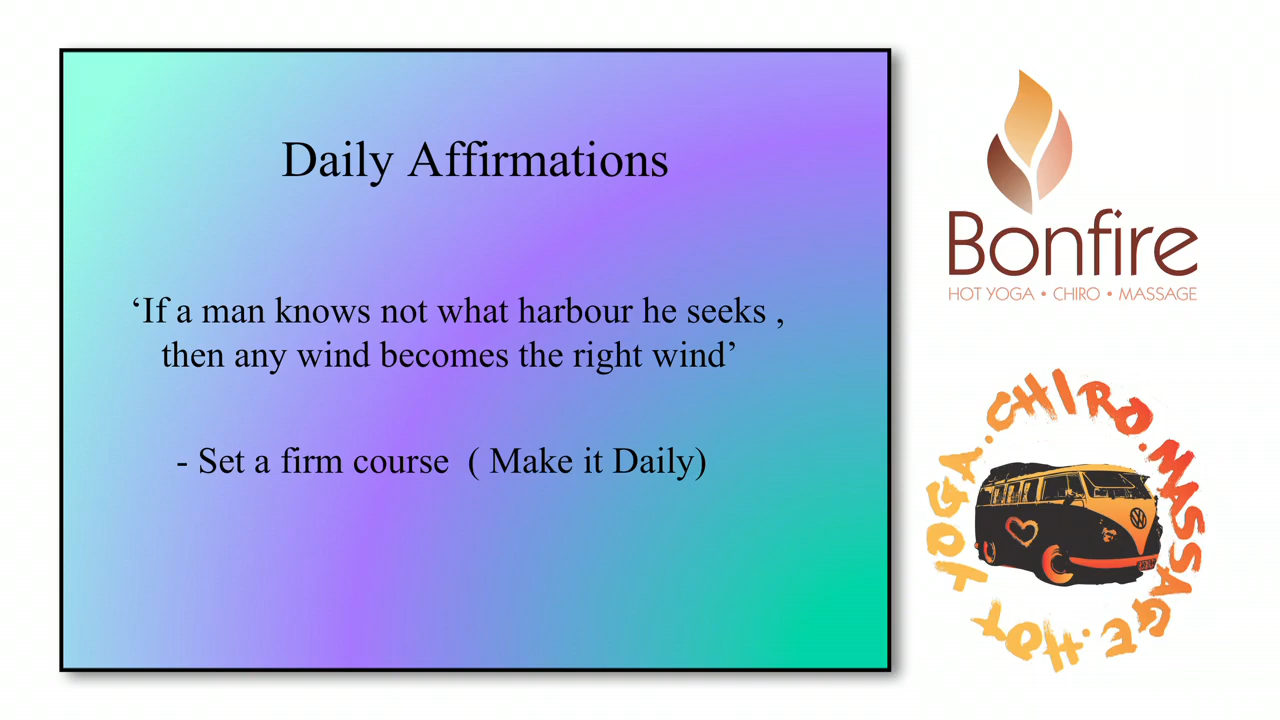 Daily Affirmations
‘If a man knows not what harbour he seeks ,
then any wind becomes the right wind’
- Set a firm course ( Make it Daily)
Bonfire
HOT YOGA • CHIRO • MASSAGE
HOT YOGA.CHIRO.MASSAGE.